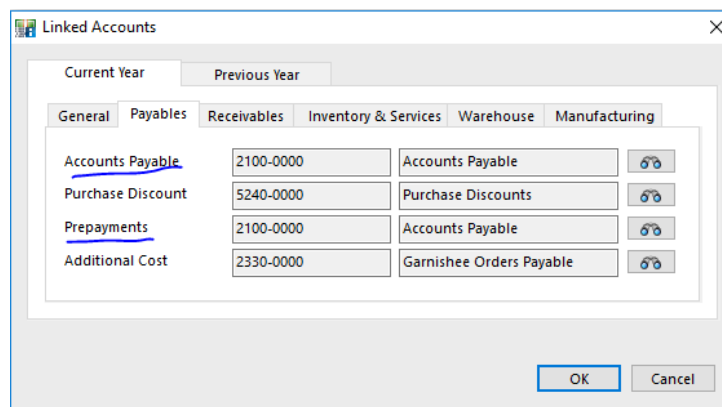 Linked Accounts
Current Year Previous Year
General Payables Receivables Inventory & Services Warehouse Manufacturing
Accounts Payable 2100-0000 Accounts Payable
Purchase Discount 5240-0000 Purchase Discounts
Prepayments 2100-0000 Accounts Payable
Additional Cost 2330-0000 Garnishee Orders Payable
OK Cancel